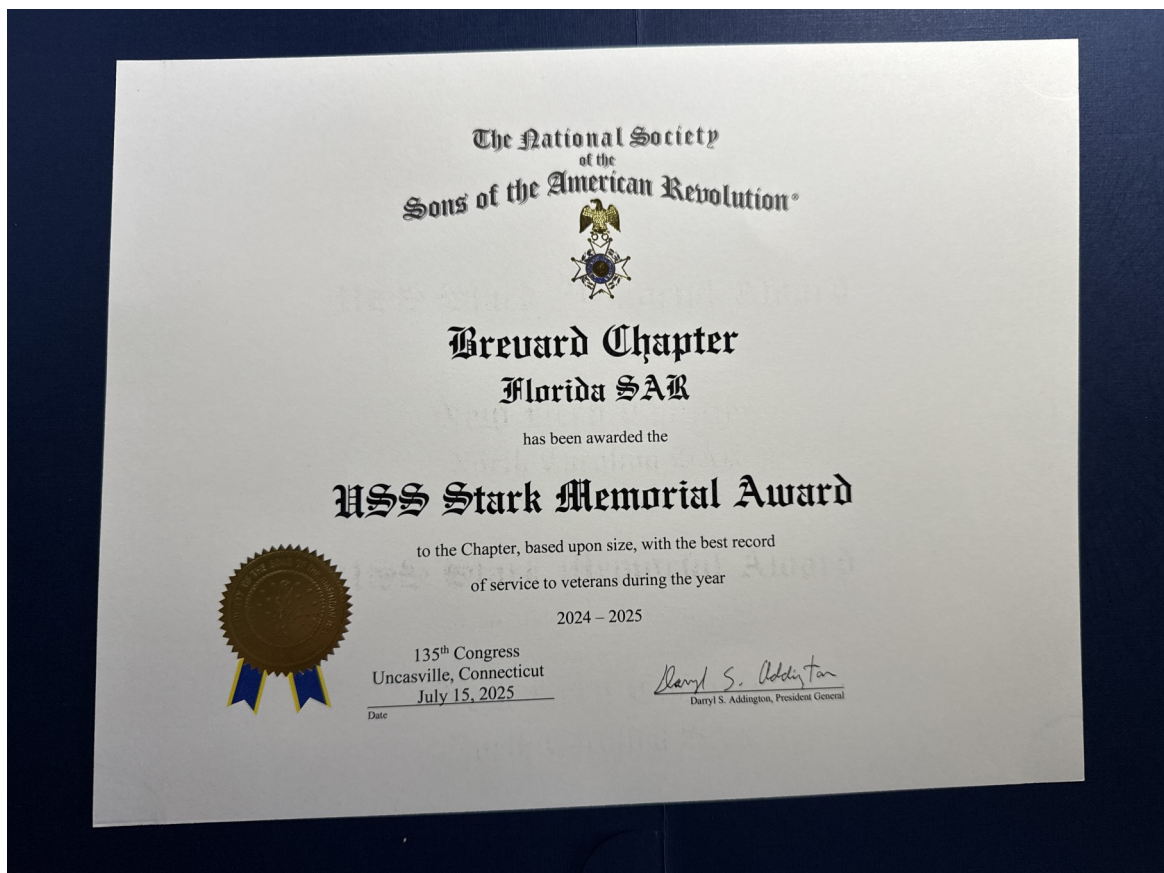 The National Society
of the
Sons of the American Revolution®
Brevard Chapter
Florida SAR
has been awarded the
USS Stark Memorial Award
to the Chapter, based upon size, with the best record
of service to veterans during the year
2024 – 2025
135th Congress
Uncasville, Connecticut
July 15, 2025
Date
Darryl S. Addington
Darryl S. Addington, President General